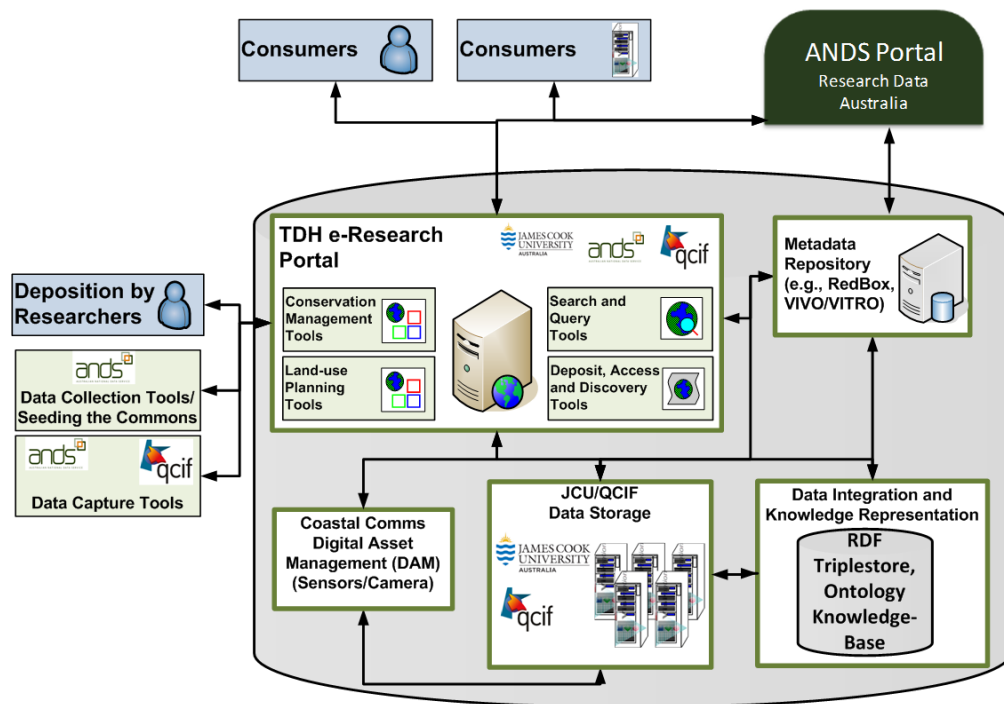 Consumers
Consumers
ANDS Portal
Research Data
Australia
TDH e-Research
Portal
JAMES COOK
UNIVERSITY
AUSTRALIA
ands
qcif
Conservation
Management
Tools
Land-use
Planning
Tools
Search and
Query
Tools
Deposit, Access
and Discovery
Tools
Metadata
Repository
(e.g., RedBox,
VIVO/VITRO)
Deposition by
Researchers
ands
Data Collection Tools/
Seeding the Commons
ands
qcif
Data Capture Tools
Coastal Comms
Digital Asset
Management (DAM)
(Sensors/Camera)
JCU/QCIF
Data Storage
JAMES COOK
UNIVERSITY
AUSTRALIA
qcif
Data Integration and
Knowledge Representation
RDF
Triplestore,
Ontology
Knowledge-
Base